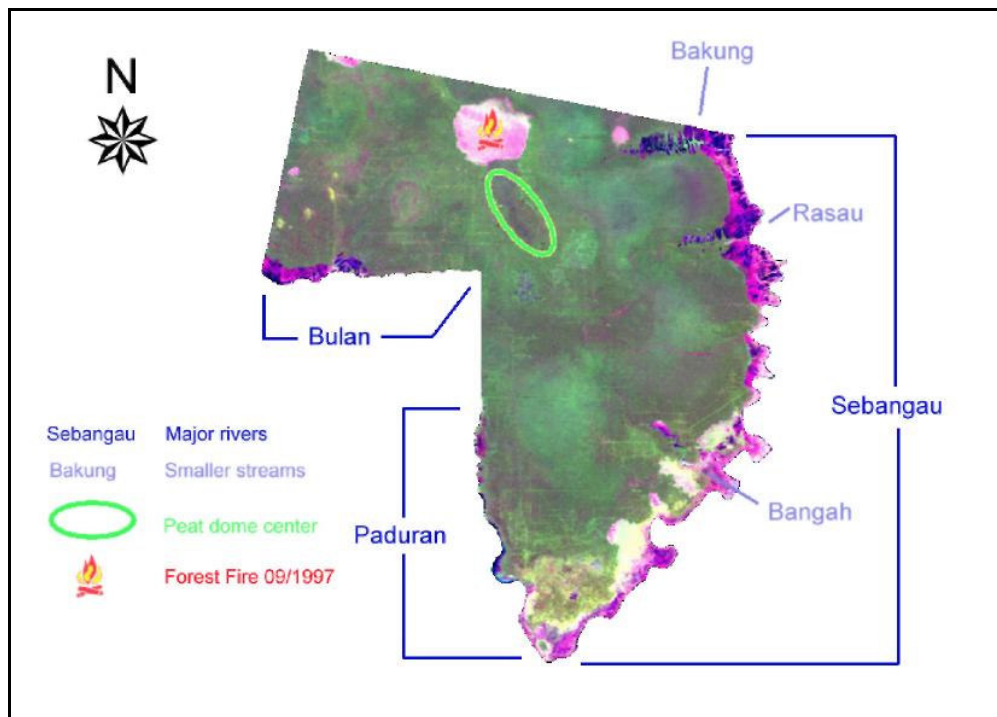 N
Bakung
Rasau
Bulan
Sebangau
Sebangau Major rivers
Bakung Smaller streams
Bangah
Peat dome center
Paduran
Forest Fire 09/1997